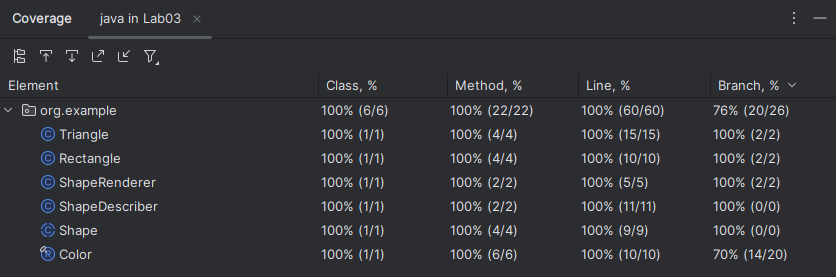 Coverage java in Lab03
Element Class, % Method, % Line, % Branch, %
org.example 100% (6/6) 100% (22/22) 100% (60/60) 76% (20/26)
Triangle 100% (1/1) 100% (4/4) 100% (15/15) 100% (2/2)
Rectangle 100% (1/1) 100% (4/4) 100% (10/10) 100% (2/2)
ShapeRenderer 100% (1/1) 100% (2/2) 100% (5/5) 100% (2/2)
ShapeDescriber 100% (1/1) 100% (2/2) 100% (11/11) 100% (0/0)
Shape 100% (1/1) 100% (4/4) 100% (9/9) 100% (0/0)
Color 100% (1/1) 100% (6/6) 100% (10/10) 70% (14/20)